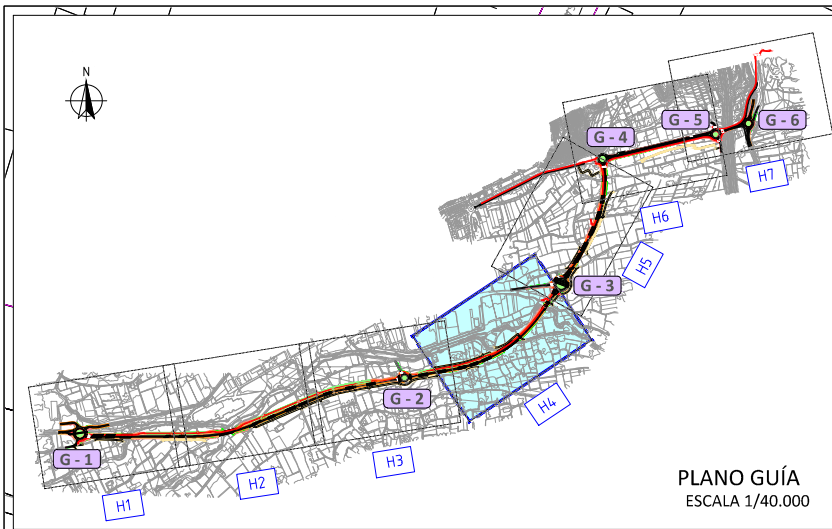 N
G - 6
G - 5
G - 4
H7
H6
H5
G - 3
G - 2
H4
G - 1
H3
H2
H1
PLANO GUÍA
ESCALA 1/40.000